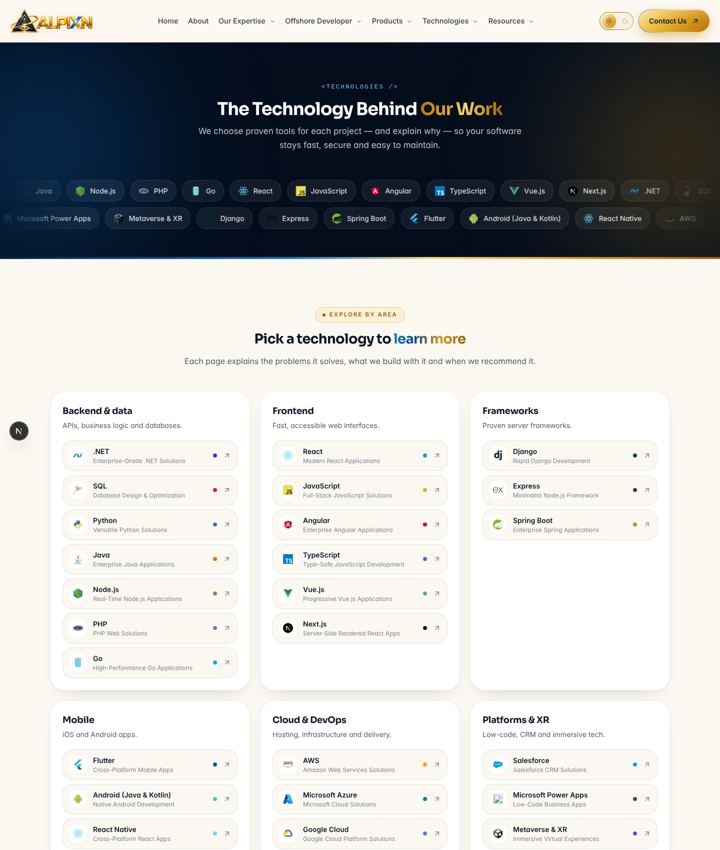 ALPIXN
Home About Our Expertise Offshore Developer Products Technologies Resources
Contact Us
<TECHNOLOGIES />
The Technology Behind Our Work
We choose proven tools for each project — and explain why — so your software
stays fast, secure and easy to maintain.
Java Node.js PHP Go React JavaScript Angular TypeScript Vue.js Next.js .NET SQL
Microsoft Power Apps Metaverse & XR Django Express Spring Boot Flutter Android (Java & Kotlin) React Native AWS
EXPLORE BY AREA
Pick a technology to learn more
Each page explains the problems it solves, what we build with it and when we recommend it.
N
Backend & data
APIs, business logic and databases.
.NET
Enterprise-Grade .NET Solutions
SQL
Database Design & Optimization
Python
Versatile Python Solutions
Java
Enterprise Java Applications
Node.js
Real-Time Node.js Applications
PHP
PHP Web Solutions
Go
High-Performance Go Applications
Frontend
Fast, accessible web interfaces.
React
Modern React Applications
JS
JavaScript
Full-Stack JavaScript Solutions
Angular
Enterprise Angular Applications
TS
TypeScript
Type-Safe JavaScript Development
Vue.js
Progressive Vue.js Applications
N
Next.js
Server-Side Rendered React Apps
Frameworks
Proven server frameworks.
dj
Django
Rapid Django Development
ex
Express
Minimalist Node.js Framework
Spring Boot
Enterprise Spring Applications
Mobile
iOS and Android apps.
Flutter
Cross-Platform Mobile Apps
Android (Java & Kotlin)
Native Android Development
React Native
Cross-Platform React Apps
Cloud & DevOps
Hosting, infrastructure and delivery.
aws
AWS
Amazon Web Services Solutions
Microsoft Azure
Microsoft Cloud Solutions
Google Cloud
Google Cloud Platform Solutions
Platforms & XR
Low-code, CRM and immersive tech.
Salesforce
Salesforce CRM Solutions
Microsoft Power Apps
Low-Code Business Apps
Metaverse & XR
Immersive Virtual Experiences